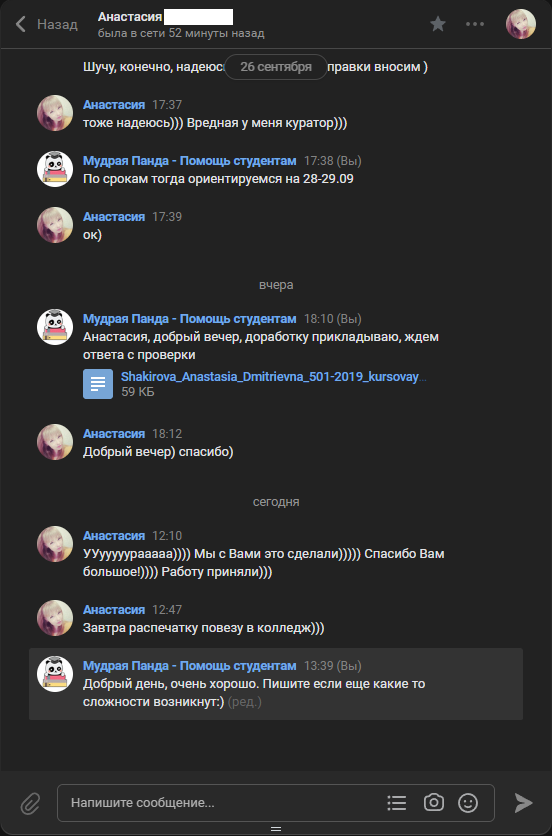 Назад
Анастасия
была в сети 52 минуты назад
Шучу, конечно, надеюсь
26 сентября
правки вносим )
Анастасия 17:37
тоже надеюсь))) Вредная у меня куратор)))
Мудрая Панда - Помощь студентам 17:38 (Вы)
По срокам тогда ориентируемся на 28-29.09
Анастасия 17:39
ок)
вчера
Мудрая Панда - Помощь студентам 18:10 (Вы)
Анастасия, добрый вечер, доработку прикладываю, ждем
ответа с проверки
Shakirova_Anastasia_Dmitrievna_501-2019_kursovay...
59 КБ
Анастасия 18:12
Добрый вечер) спасибо)
сегодня
Анастасия 12:10
УУууууурааааа)))) Мы с Вами это сделали))))) Спасибо Вам
большое!)))) Работу приняли)))
Анастасия 12:47
Завтра распечатку повезу в колледж)))
Мудрая Панда - Помощь студентам 13:39 (Вы)
Добрый день, очень хорошо. Пишите если еще какие то
сложности возникнут:) (ред.)
Напишите сообщение...